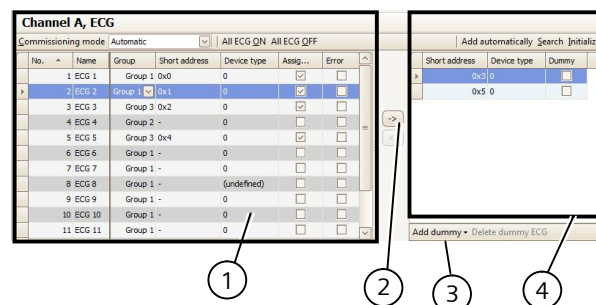 Channel A, ECG
Commissioning mode Automatic All ECG ON All ECG OFF
No. Name Group Short address Device type Assig... Error
1 ECG 1 Group 1 0x0 0
2 ECG 2 Group 1 0x1 0
3 ECG 3 Group 3 0x2 0
4 ECG 4 Group 2 - 0
5 ECG 5 Group 3 0x4 0
6 ECG 6 Group 1 - 0
7 ECG 7 Group 1 - 0
8 ECG 8 Group 1 - (undefined)
9 ECG 9 Group 1 - 0
10 ECG 10 Group 1 - 0
11 ECG 11 Group 1 - 0
->
<-
Add automatically Search Initializ
Short address Device type Dummy
0x3 0
0x5 0
Add dummy Delete dummy ECG
1
2
3
4